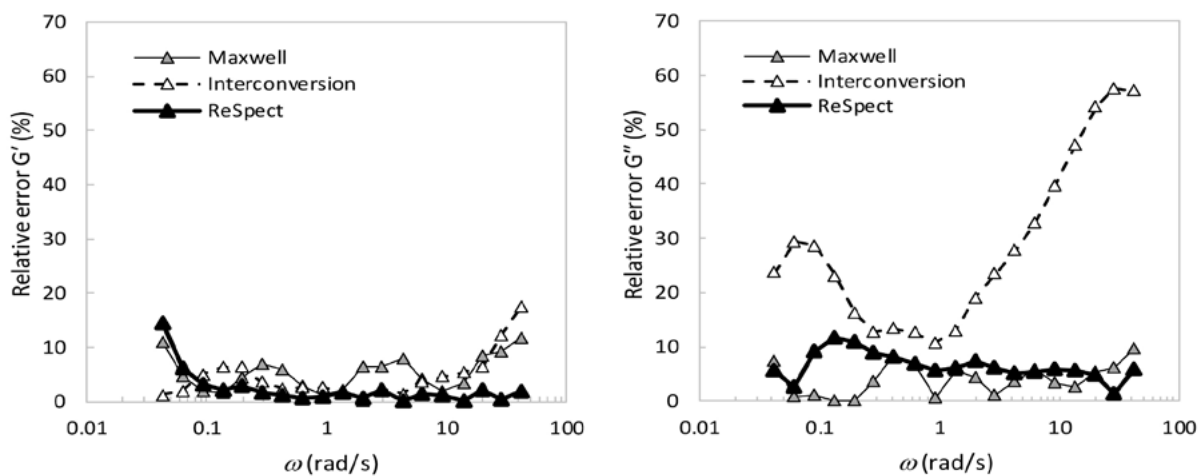 Relative error G′ (%)
70
60
50
40
30
20
10
0
Maxwell
Interconversion
ReSpect
0.01
0.1
1
10
100
ω (rad/s)
Relative error G″ (%)
70
60
50
40
30
20
10
0
Maxwell
Interconversion
ReSpect
0.01
0.1
1
10
100
ω (rad/s)